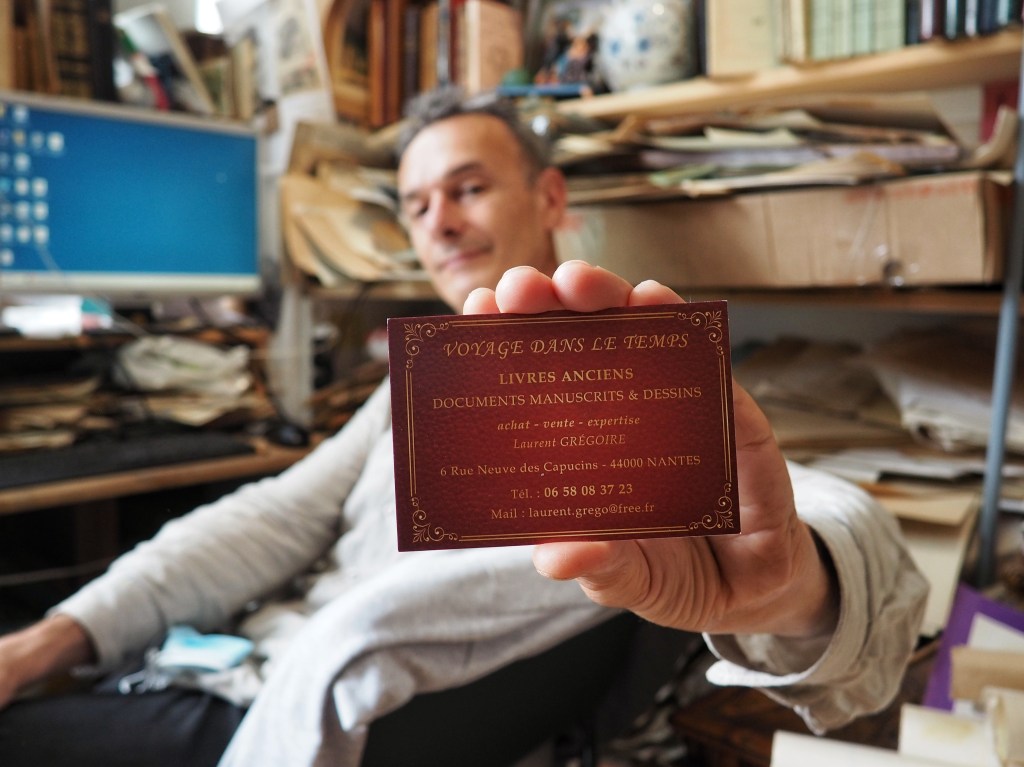 VOYAGE DANS LE TEMPS
LIVRES ANCIENS
DOCUMENTS MANUSCRITS & DESSINS
achat - vente - expertise
Laurent GRÉGOIRE
6 Rue Neuve des Capucins - 44000 NANTES
Tél. : 06 58 08 37 23
Mail : laurent.grego@free.fr